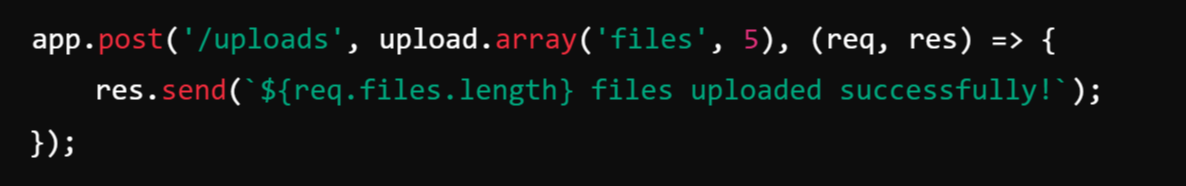 app.post('/uploads', upload.array('files', 5), (req, res) => {
    res.send(`${req.files.length} files uploaded successfully!`);
});